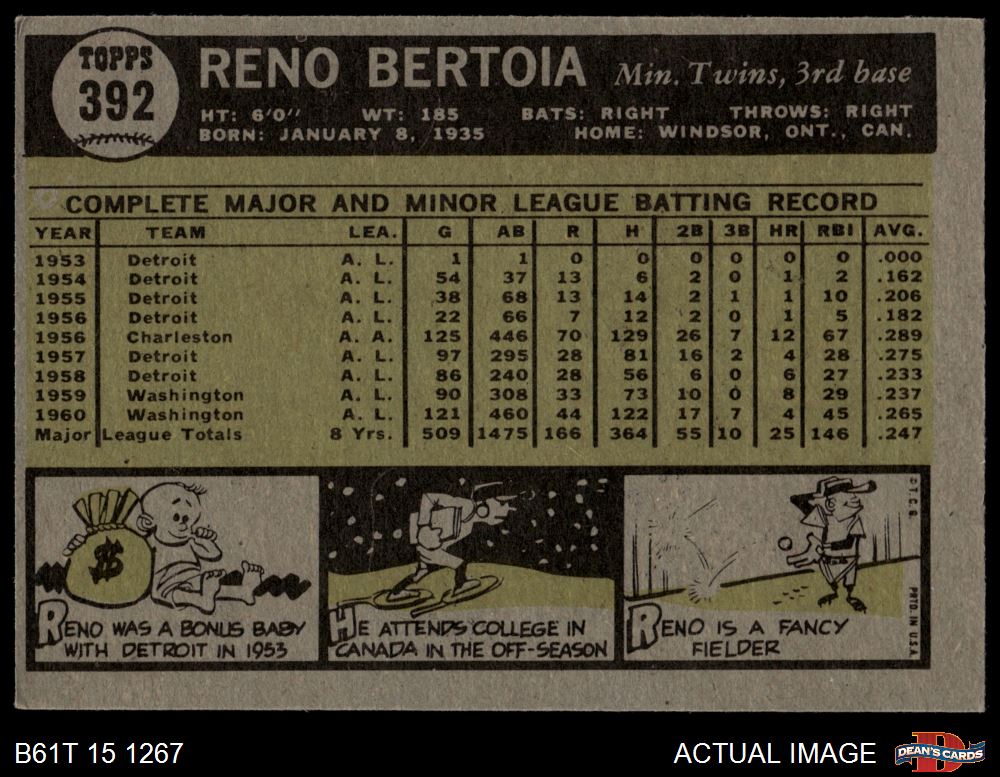 TOPPS
392
RENO BERTOIA Min. Twins, 3rd base
HT: 6'0" WT: 185 BATS: RIGHT THROWS: RIGHT
BORN: JANUARY 8, 1935 HOME: WINDSOR, ONT., CAN.
COMPLETE MAJOR AND MINOR LEAGUE BATTING RECORD
YEAR TEAM LEA. G AB R H 2B 3B HR RBI AVG.
1953 Detroit A. L. 1 1 0 0 0 0 0 0 .000
1954 Detroit A. L. 54 37 13 6 2 0 1 2 .162
1955 Detroit A. L. 38 68 13 14 2 1 1 10 .206
1956 Detroit A. L. 22 66 7 12 2 0 1 5 .182
1956 Charleston A. A. 125 446 70 129 26 7 12 67 .289
1957 Detroit A. L. 97 295 28 81 16 2 4 28 .275
1958 Detroit A. L. 86 240 28 56 6 0 6 27 .233
1959 Washington A. L. 90 308 33 73 10 0 8 29 .237
1960 Washington A. L. 121 460 44 122 17 7 4 45 .265
Major League Totals 8 Yrs. 509 1475 166 364 55 10 25 146 .247
$
RENO WAS A BONUS BABY
WITH DETROIT IN 1953
HE ATTENDS COLLEGE IN
CANADA IN THE OFF-SEASON
RENO IS A FANCY
FIELDER
© T. C. G.
PRTD. IN U.S.A.
B61T 15 1267
ACTUAL IMAGE
DEAN'S CARDS